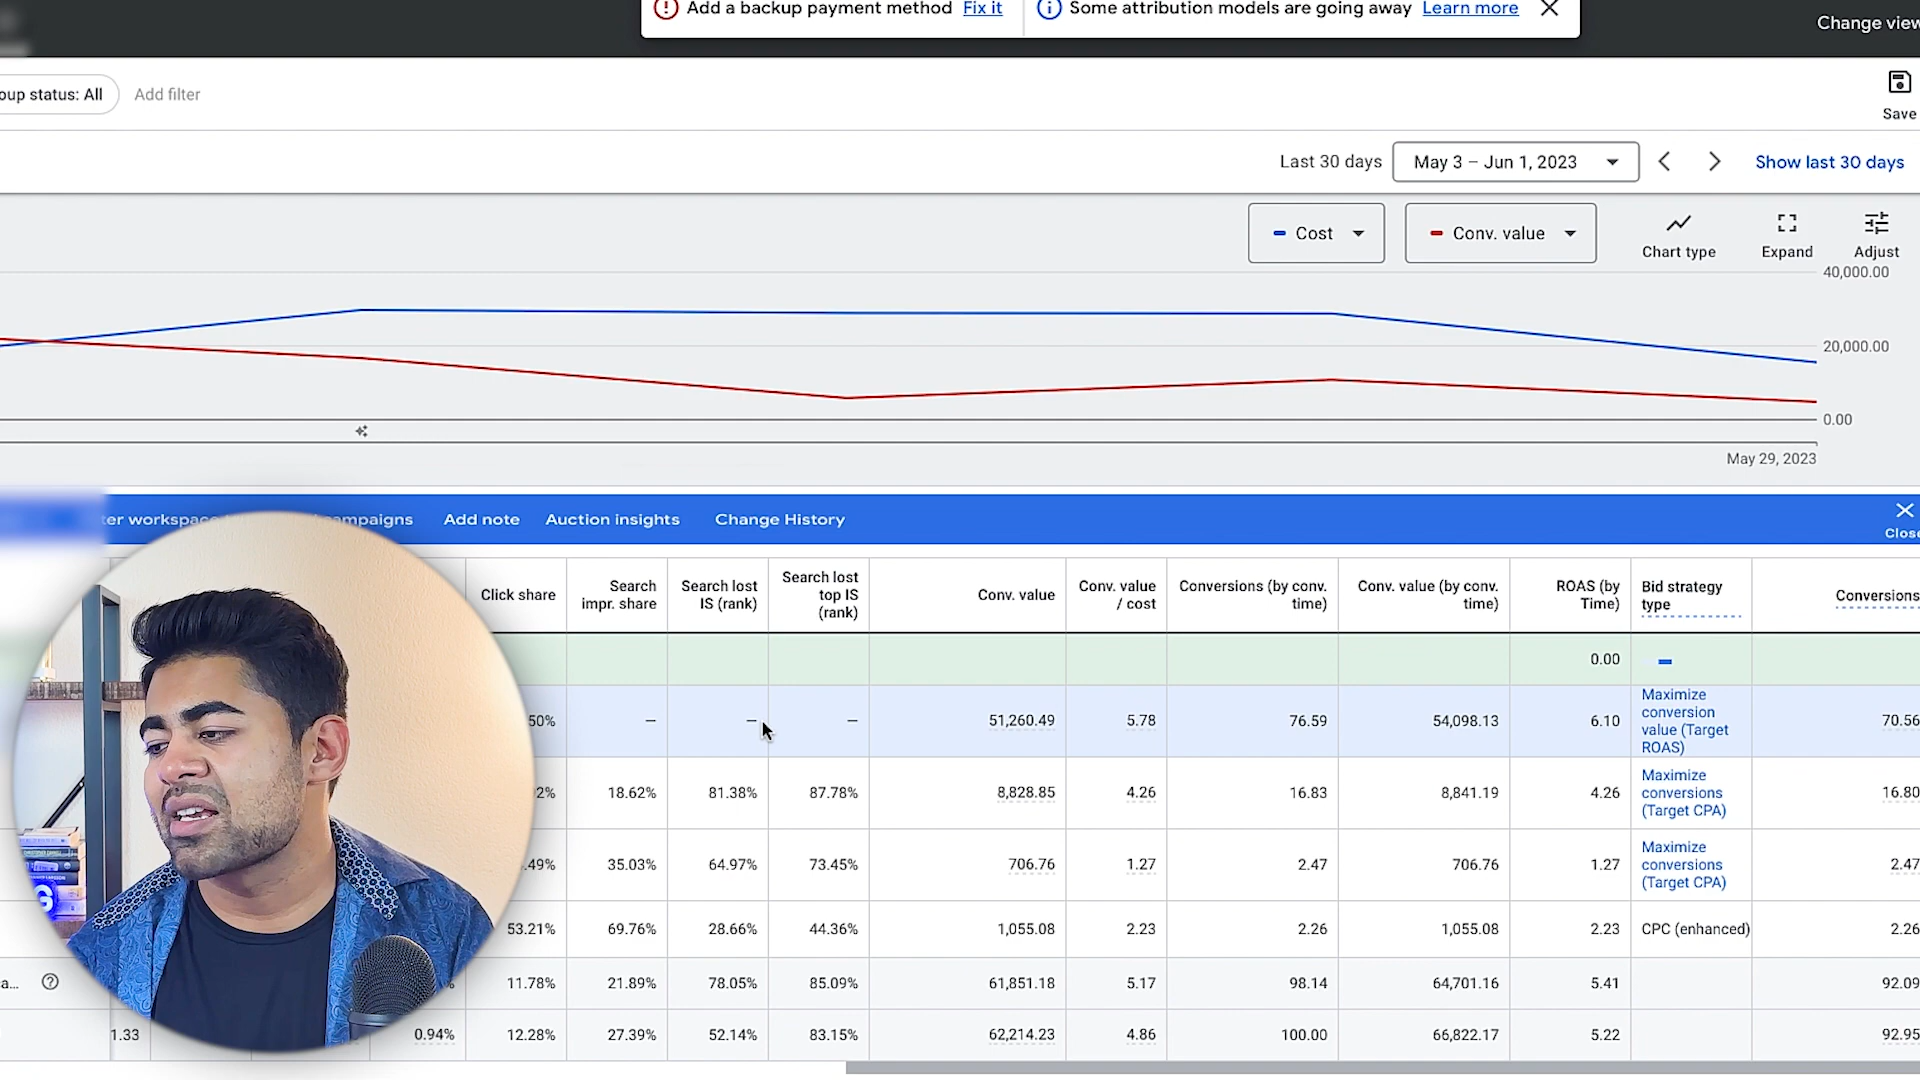 Add a backup payment method Fix it Some attribution models are going away Learn more
Change view
oup status: All Add filter
Save
Last 30 days May 3 – Jun 1, 2023 Show last 30 days
Cost Conv. value Chart type Expand Adjust
40,000.00
20,000.00
0.00
May 29, 2023
ter workspace ampaigns Add note Auction insights Change History
Close
Click share Search impr. share Search lost IS (rank) Search lost top IS (rank) Conv. value Conv. value / cost Conversions (by conv. time) Conv. value (by conv. time) ROAS (by Time) Bid strategy type Conversions
0.00 –
50% – – – 51,260.49 5.78 76.59 54,098.13 6.10 Maximize conversion value (Target ROAS) 70.56
2% 18.62% 81.38% 87.78% 8,828.85 4.26 16.83 8,841.19 4.26 Maximize conversions (Target CPA) 16.80
.49% 35.03% 64.97% 73.45% 706.76 1.27 2.47 706.76 1.27 Maximize conversions (Target CPA) 2.47
53.21% 69.76% 28.66% 44.36% 1,055.08 2.23 2.26 1,055.08 2.23 CPC (enhanced) 2.26
a... % 11.78% 21.89% 78.05% 85.09% 61,851.18 5.17 98.14 64,701.16 5.41 92.09
1.33 0.94% 12.28% 27.39% 52.14% 83.15% 62,214.23 4.86 100.00 66,822.17 5.22 92.95